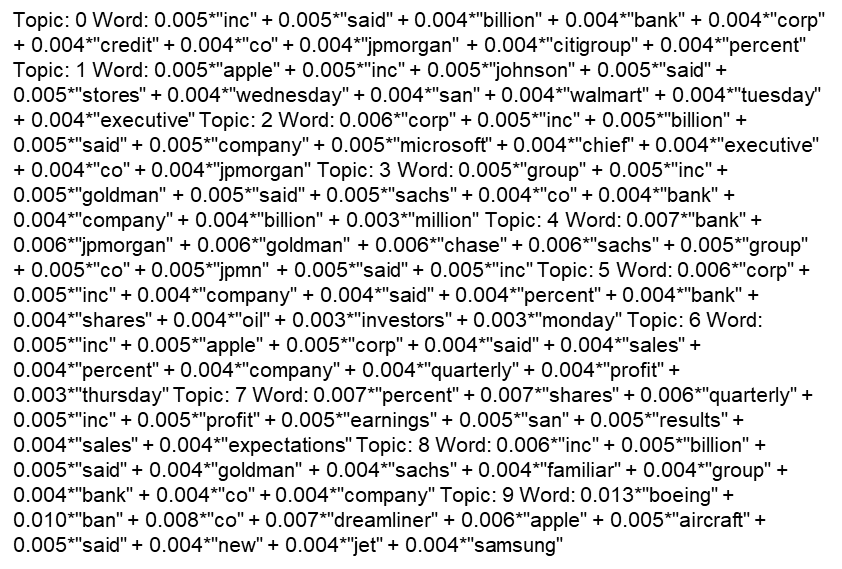 Topic: 0 Word: 0.005*"inc" + 0.005*"said" + 0.004*"billion" + 0.004*"bank" + 0.004*"corp"
+ 0.004*"credit" + 0.004*"co" + 0.004*"jpmorgan" + 0.004*"citigroup" + 0.004*"percent"
Topic: 1 Word: 0.005*"apple" + 0.005*"inc" + 0.005*"johnson" + 0.005*"said" +
0.005*"stores" + 0.004*"wednesday" + 0.004*"san" + 0.004*"walmart" + 0.004*"tuesday"
+ 0.004*"executive" Topic: 2 Word: 0.006*"corp" + 0.005*"inc" + 0.005*"billion" +
0.005*"said" + 0.005*"company" + 0.005*"microsoft" + 0.004*"chief" + 0.004*"executive"
+ 0.004*"co" + 0.004*"jpmorgan" Topic: 3 Word: 0.005*"group" + 0.005*"inc" +
0.005*"goldman" + 0.005*"said" + 0.005*"sachs" + 0.004*"co" + 0.004*"bank" +
0.004*"company" + 0.004*"billion" + 0.003*"million" Topic: 4 Word: 0.007*"bank" +
0.006*"jpmorgan" + 0.006*"goldman" + 0.006*"chase" + 0.006*"sachs" + 0.005*"group"
+ 0.005*"co" + 0.005*"jpmn" + 0.005*"said" + 0.005*"inc" Topic: 5 Word: 0.006*"corp" +
0.005*"inc" + 0.004*"company" + 0.004*"said" + 0.004*"percent" + 0.004*"bank" +
0.004*"shares" + 0.004*"oil" + 0.003*"investors" + 0.003*"monday" Topic: 6 Word:
0.005*"inc" + 0.005*"apple" + 0.005*"corp" + 0.004*"said" + 0.004*"sales" +
0.004*"percent" + 0.004*"company" + 0.004*"quarterly" + 0.004*"profit" +
0.003*"thursday" Topic: 7 Word: 0.007*"percent" + 0.007*"shares" + 0.006*"quarterly" +
0.005*"inc" + 0.005*"profit" + 0.005*"earnings" + 0.005*"san" + 0.005*"results" +
0.004*"sales" + 0.004*"expectations" Topic: 8 Word: 0.006*"inc" + 0.005*"billion" +
0.005*"said" + 0.004*"goldman" + 0.004*"sachs" + 0.004*"familiar" + 0.004*"group" +
0.004*"bank" + 0.004*"co" + 0.004*"company" Topic: 9 Word: 0.013*"boeing" +
0.010*"ban" + 0.008*"co" + 0.007*"dreamliner" + 0.006*"apple" + 0.005*"aircraft" +
0.005*"said" + 0.004*"new" + 0.004*"jet" + 0.004*"samsung"